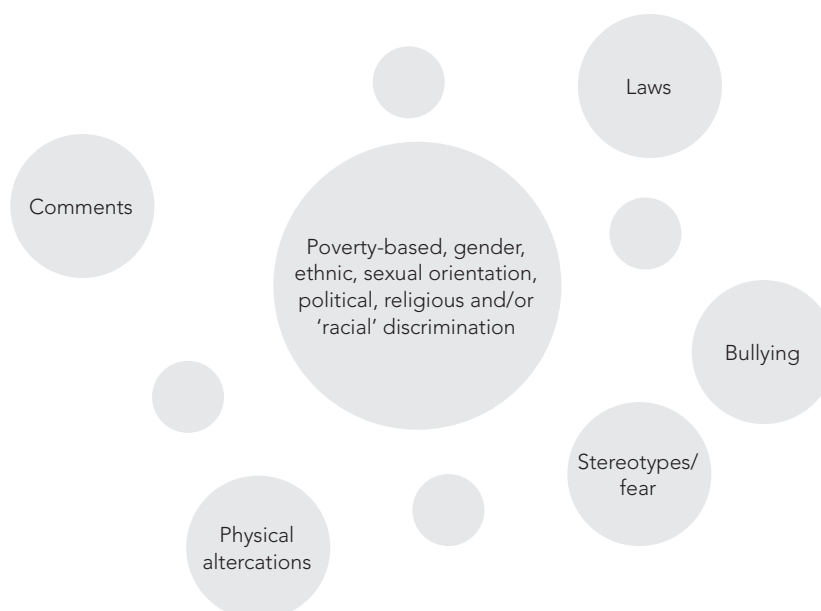 Laws
Comments
Poverty-based, gender,
ethnic, sexual orientation,
political, religious and/or
‘racial’ discrimination
Bullying
Stereotypes/
fear
Physical
altercations